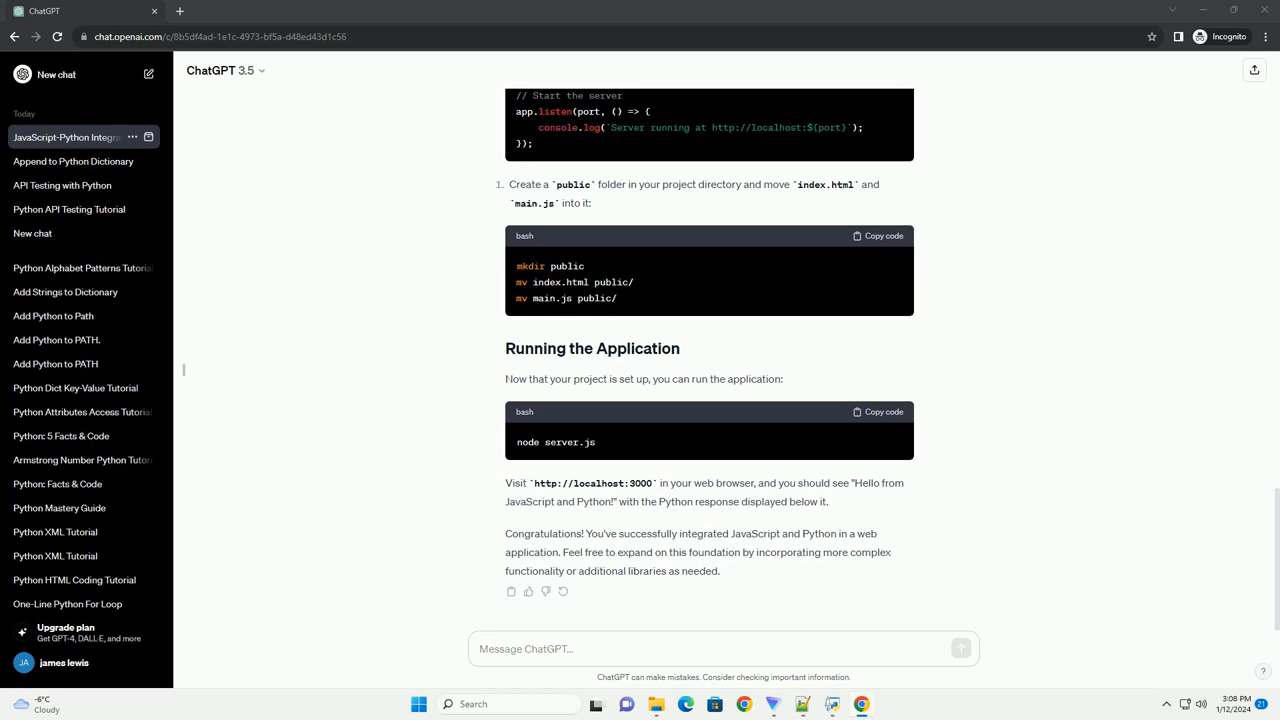 ChatGPT
chat.openai.com/c/8b5df4ad-1e1c-4973-bf5a-d48ed43d1c56
Incognito
New chat
Today
JavaScript-Python Integra
Append to Python Dictionary
API Testing with Python
Python API Testing Tutorial
New chat
Python Alphabet Patterns Tutorial
Add Strings to Dictionary
Add Python to Path
Add Python to PATH.
Add Python to PATH
Python Dict Key-Value Tutorial
Python Attributes Access Tutorial
Python: 5 Facts & Code
Armstrong Number Python Tutor
Python: Facts & Code
Python Mastery Guide
Python XML Tutorial
Python XML Tutorial
Python HTML Coding Tutorial
One-Line Python For Loop
Upgrade plan
Get GPT-4, DALL·E, and more
JA james lewis
ChatGPT 3.5
// Start the server
app.listen(port, () => {
console.log(`Server running at http://localhost:${port}`);
});
1. Create a `public` folder in your project directory and move `index.html` and
`main.js` into it:
bash Copy code
mkdir public
mv index.html public/
mv main.js public/
Running the Application
Now that your project is set up, you can run the application:
bash Copy code
node server.js
Visit `http://localhost:3000` in your web browser, and you should see "Hello from
JavaScript and Python!" with the Python response displayed below it.
Congratulations! You've successfully integrated JavaScript and Python in a web
application. Feel free to expand on this foundation by incorporating more complex
functionality or additional libraries as needed.
Message ChatGPT...
ChatGPT can make mistakes. Consider checking important information.
?
-6°C
Cloudy
Search
3:08 PM
1/12/2024
21